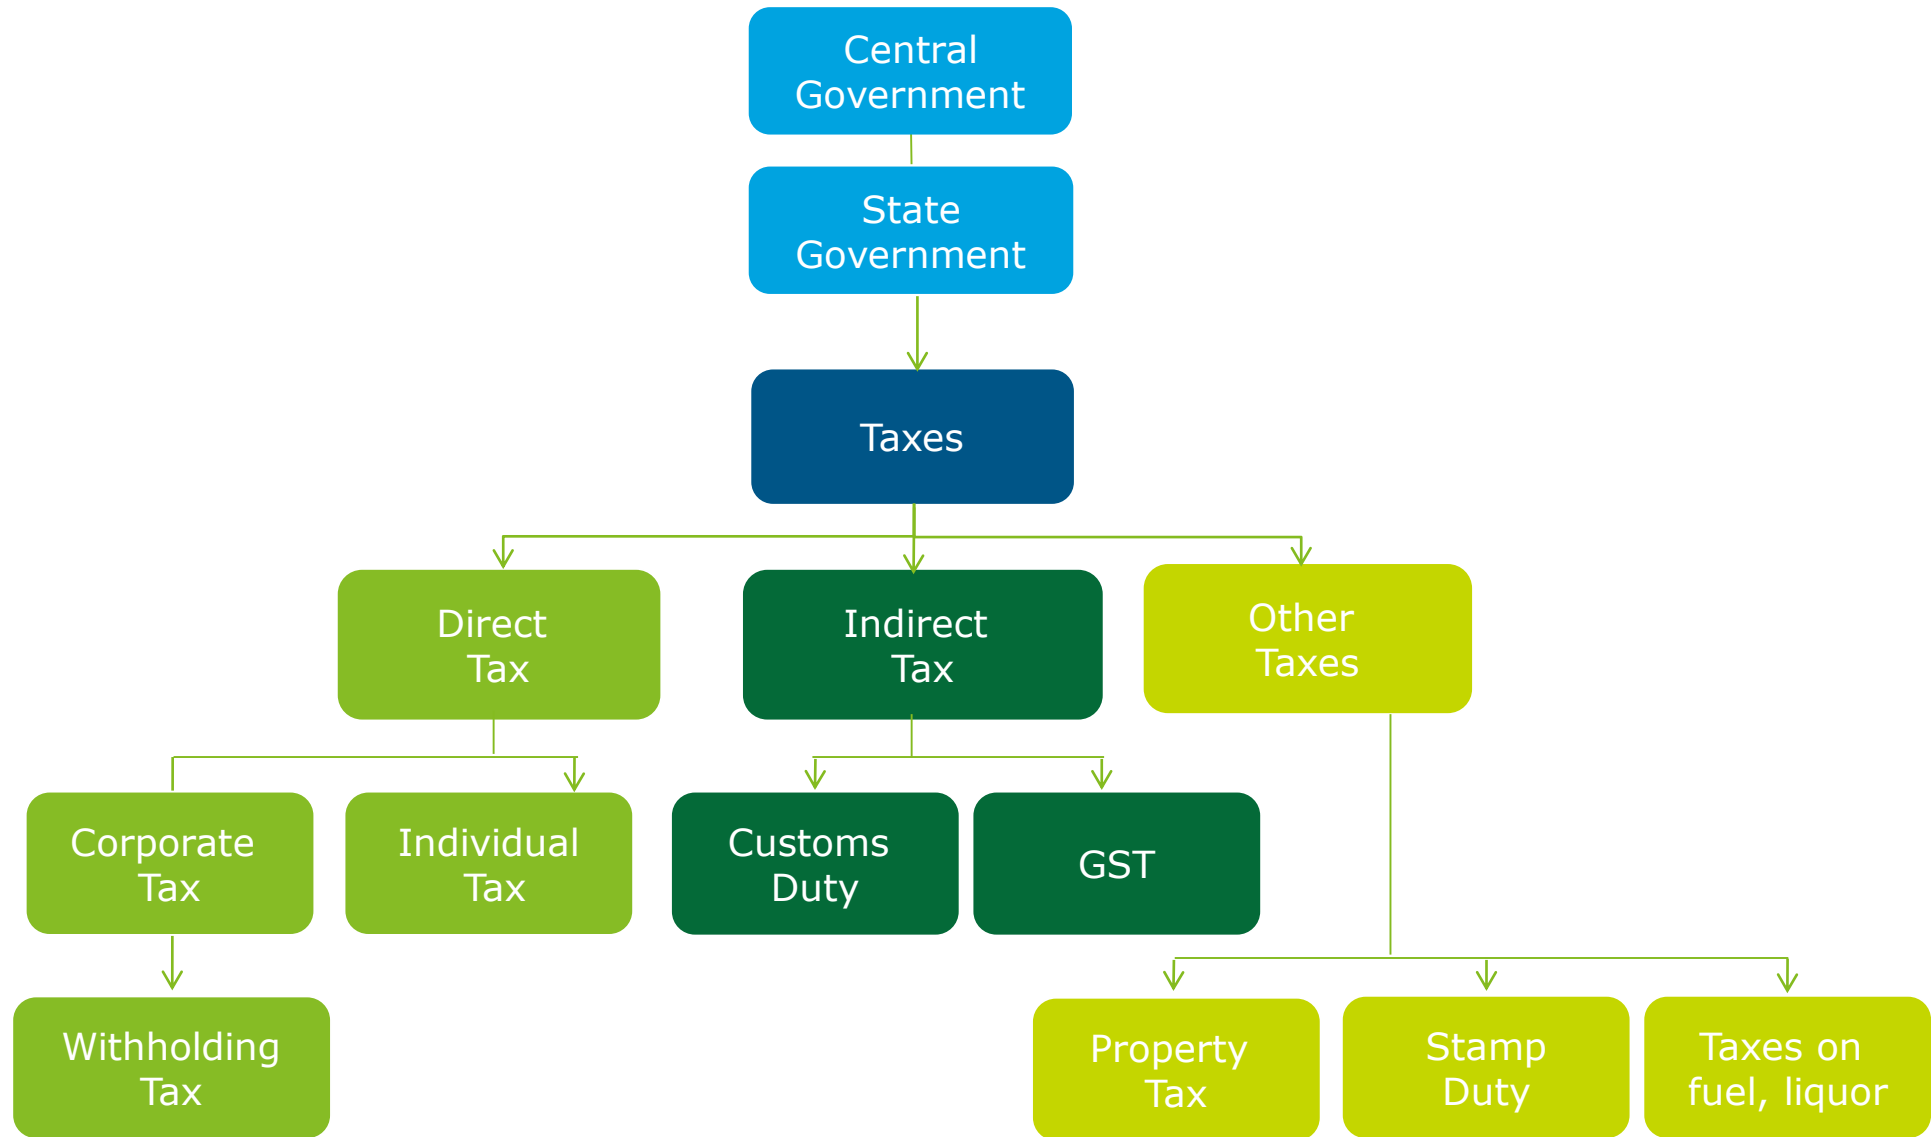 Central
Government
State
Government
Taxes
Direct
Tax
Indirect
Tax
Other
Taxes
Corporate
Tax
Individual
Tax
Customs
Duty
GST
Withholding
Tax
Property
Tax
Stamp
Duty
Taxes on
fuel, liquor